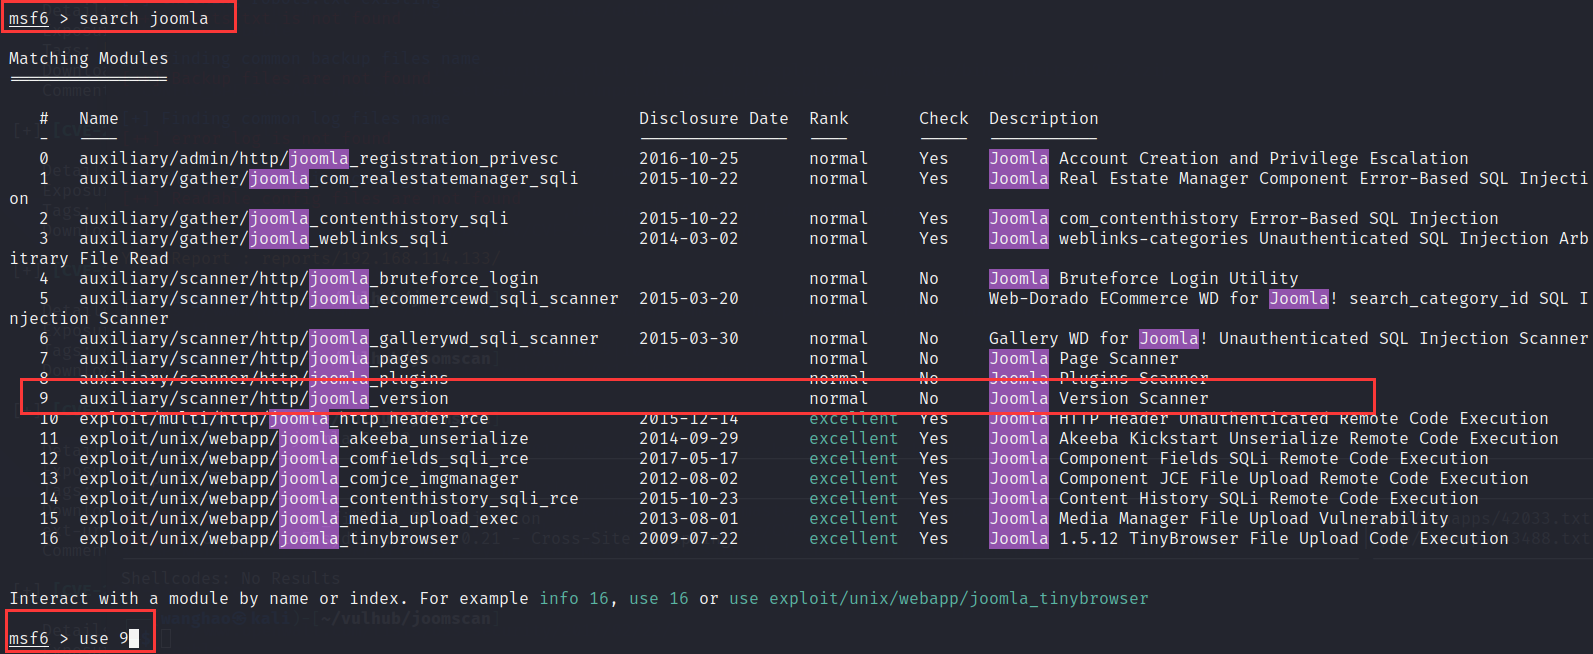 msf6 > search joomla
Matching Modules
================
# Name Disclosure Date Rank Check Description
- ---- --------------- ---- ----- -----------
0 auxiliary/admin/http/joomla_registration_privesc 2016-10-25 normal Yes Joomla Account Creation and Privilege Escalation
1 auxiliary/gather/joomla_com_realestatemanager_sqli 2015-10-22 normal Yes Joomla Real Estate Manager Component Error-Based SQL Injecti
on
2 auxiliary/gather/joomla_contenthistory_sqli 2015-10-22 normal Yes Joomla com_contenthistory Error-Based SQL Injection
3 auxiliary/gather/joomla_weblinks_sqli 2014-03-02 normal Yes Joomla weblinks-categories Unauthenticated SQL Injection Arb
itrary File Read
4 auxiliary/scanner/http/joomla_bruteforce_login normal No Joomla Bruteforce Login Utility
5 auxiliary/scanner/http/joomla_ecommercewd_sqli_scanner 2015-03-20 normal No Web-Dorado ECommerce WD for Joomla! search_category_id SQL I
njection Scanner
6 auxiliary/scanner/http/joomla_gallerywd_sqli_scanner 2015-03-30 normal No Gallery WD for Joomla! Unauthenticated SQL Injection Scanner
7 auxiliary/scanner/http/joomla_pages normal No Joomla Page Scanner
8 auxiliary/scanner/http/joomla_plugins normal No Joomla Plugins Scanner
9 auxiliary/scanner/http/joomla_version normal No Joomla Version Scanner
10 exploit/multi/http/joomla_http_header_rce 2015-12-14 excellent Yes Joomla HTTP Header Unauthenticated Remote Code Execution
11 exploit/unix/webapp/joomla_akeeba_unserialize 2014-09-29 excellent Yes Joomla Akeeba Kickstart Unserialize Remote Code Execution
12 exploit/unix/webapp/joomla_comfields_sqli_rce 2017-05-17 excellent Yes Joomla Component Fields SQLi Remote Code Execution
13 exploit/unix/webapp/joomla_comjce_imgmanager 2012-08-02 excellent Yes Joomla Component JCE File Upload Remote Code Execution
14 exploit/unix/webapp/joomla_contenthistory_sqli_rce 2015-10-23 excellent Yes Joomla Content History SQLi Remote Code Execution
15 exploit/unix/webapp/joomla_media_upload_exec 2013-08-01 excellent Yes Joomla Media Manager File Upload Vulnerability
16 exploit/unix/webapp/joomla_tinybrowser 2009-07-22 excellent Yes Joomla 1.5.12 TinyBrowser File Upload Code Execution
Interact with a module by name or index. For example info 16, use 16 or use exploit/unix/webapp/joomla_tinybrowser
msf6 > use 9